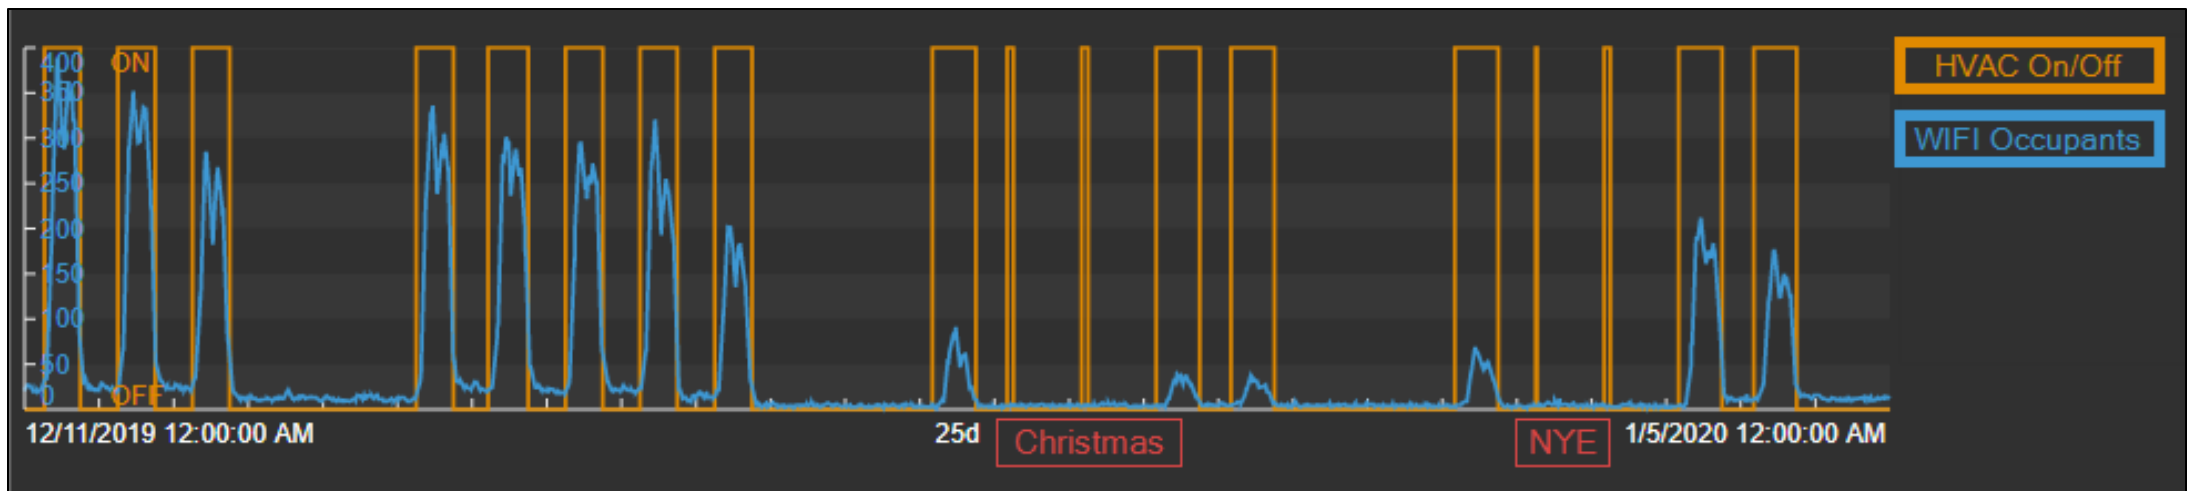 400 ON
350
300
250
200
150
100
50
0 OFF
12/11/2019 12:00:00 AM 25d 1/5/2020 12:00:00 AM
Christmas NYE
HVAC On/Off
WIFI Occupants